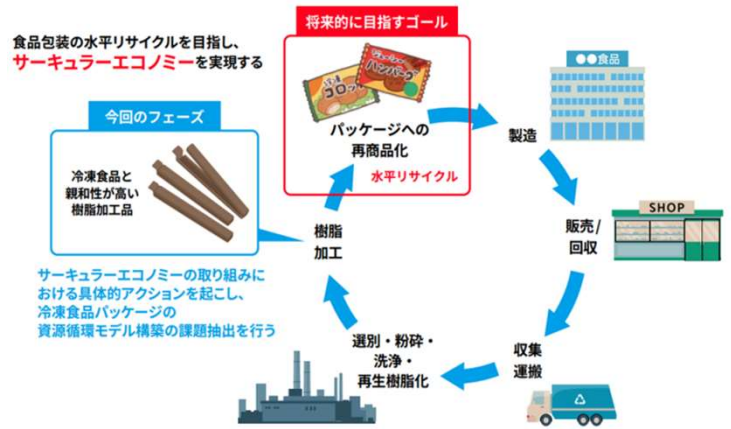 食品包装の水平リサイクルを目指し、
サーキュラーエコノミーを実現する
将来的に目指すゴール
冷凍
コロッケ
ジューシー
ハンバーグ
パッケージへの
再商品化
水平リサイクル
●●食品
製造
SHOP
販売/
回収
収集
運搬
選別・粉砕・
洗浄・
再生樹脂化
樹脂
加工
今回のフェーズ
冷凍食品と
親和性が高い
樹脂加工品
サーキュラーエコノミーの取り組みに
おける具体的アクションを起こし、
冷凍食品パッケージの
資源循環モデル構築の課題抽出を行う